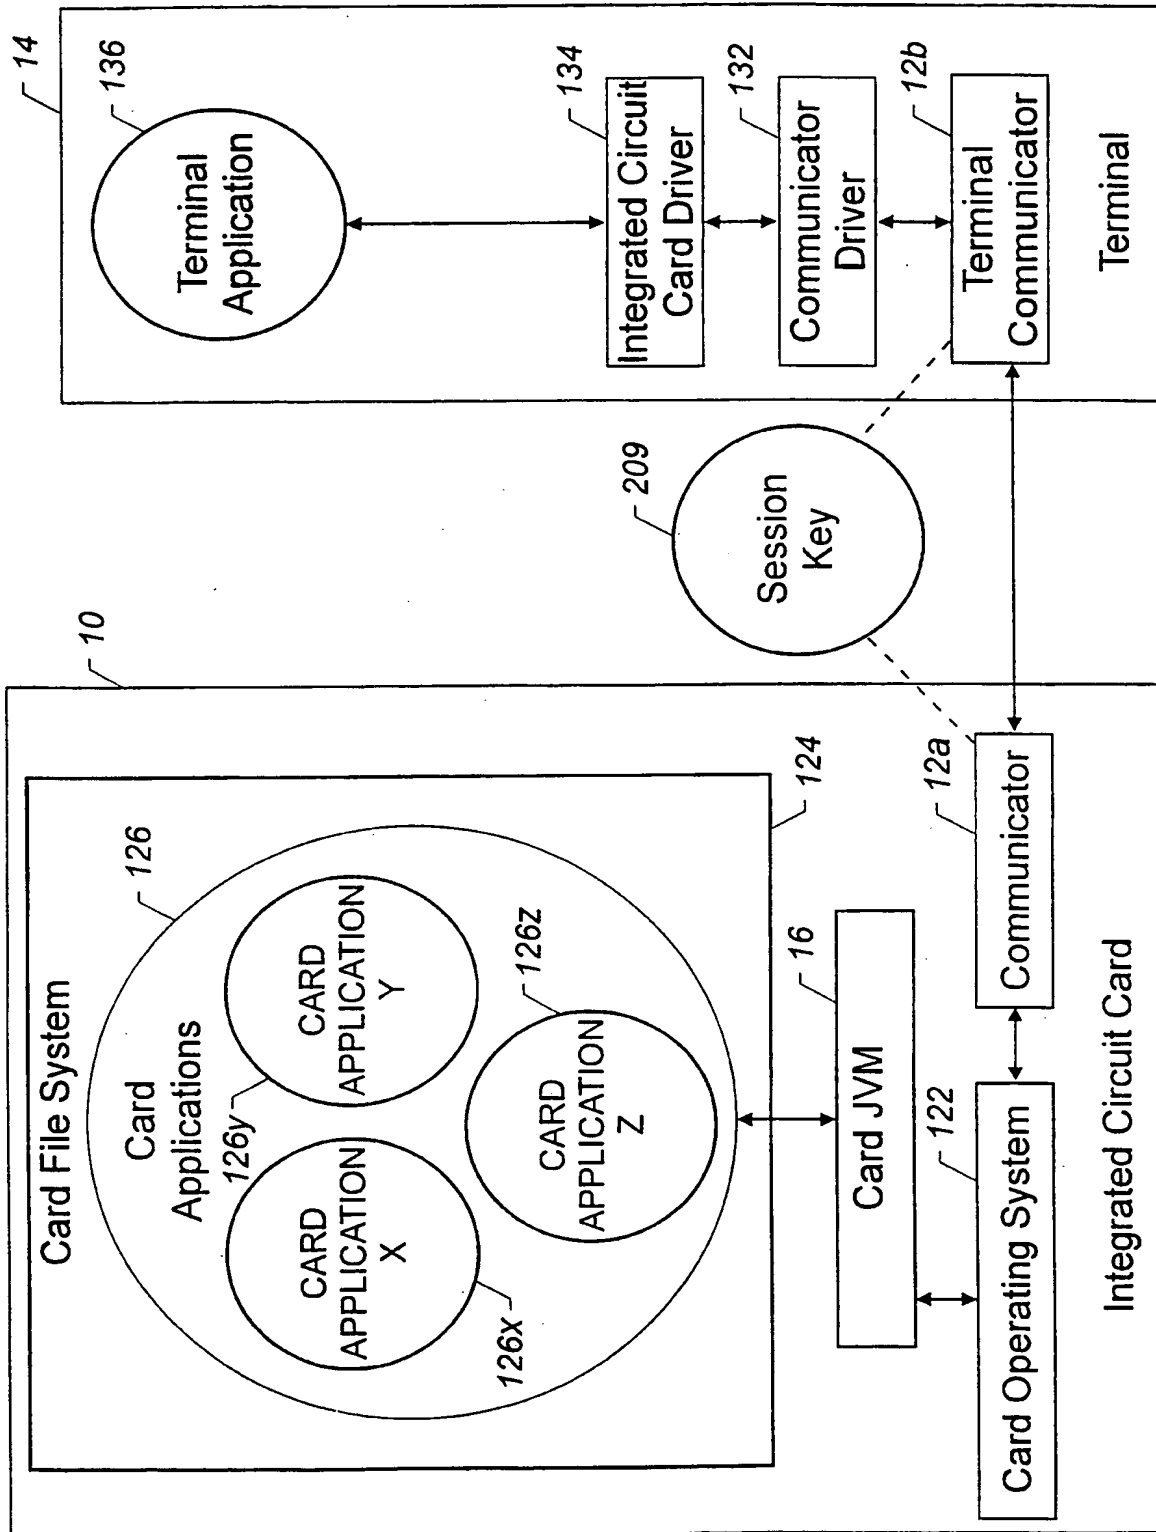 10
Card File System
Card
Applications
126
CARD
APPLICATION
X
126x
CARD
APPLICATION
Y
126y
CARD
APPLICATION
Z
126z
124
Card JVM
16
Card Operating System
122
Communicator
12a
Integrated Circuit Card
Session
Key
209
14
Terminal
Application
136
Integrated Circuit
Card Driver
134
Communicator
Driver
132
Terminal
Communicator
12b
Terminal